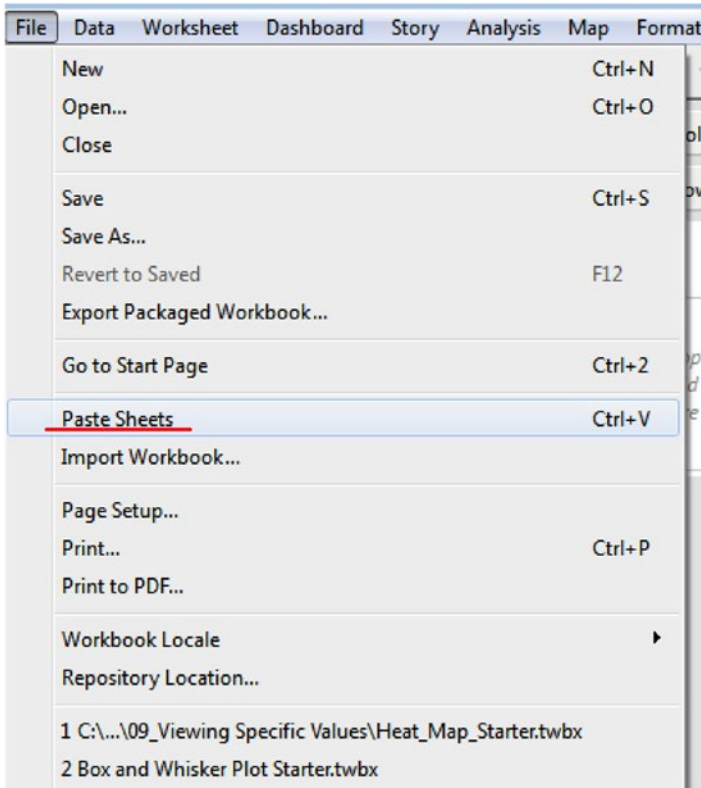 File Data Worksheet Dashboard Story Analysis Map Format
New Ctrl+N
Open... Ctrl+O
Close
Save Ctrl+S
Save As...
Revert to Saved F12
Export Packaged Workbook...
Go to Start Page Ctrl+2
Paste Sheets Ctrl+V
Import Workbook...
Page Setup...
Print... Ctrl+P
Print to PDF...
Workbook Locale
Repository Location...
1 C:\...\09_Viewing Specific Values\Heat_Map_Starter.twbx
2 Box and Whisker Plot Starter.twbx